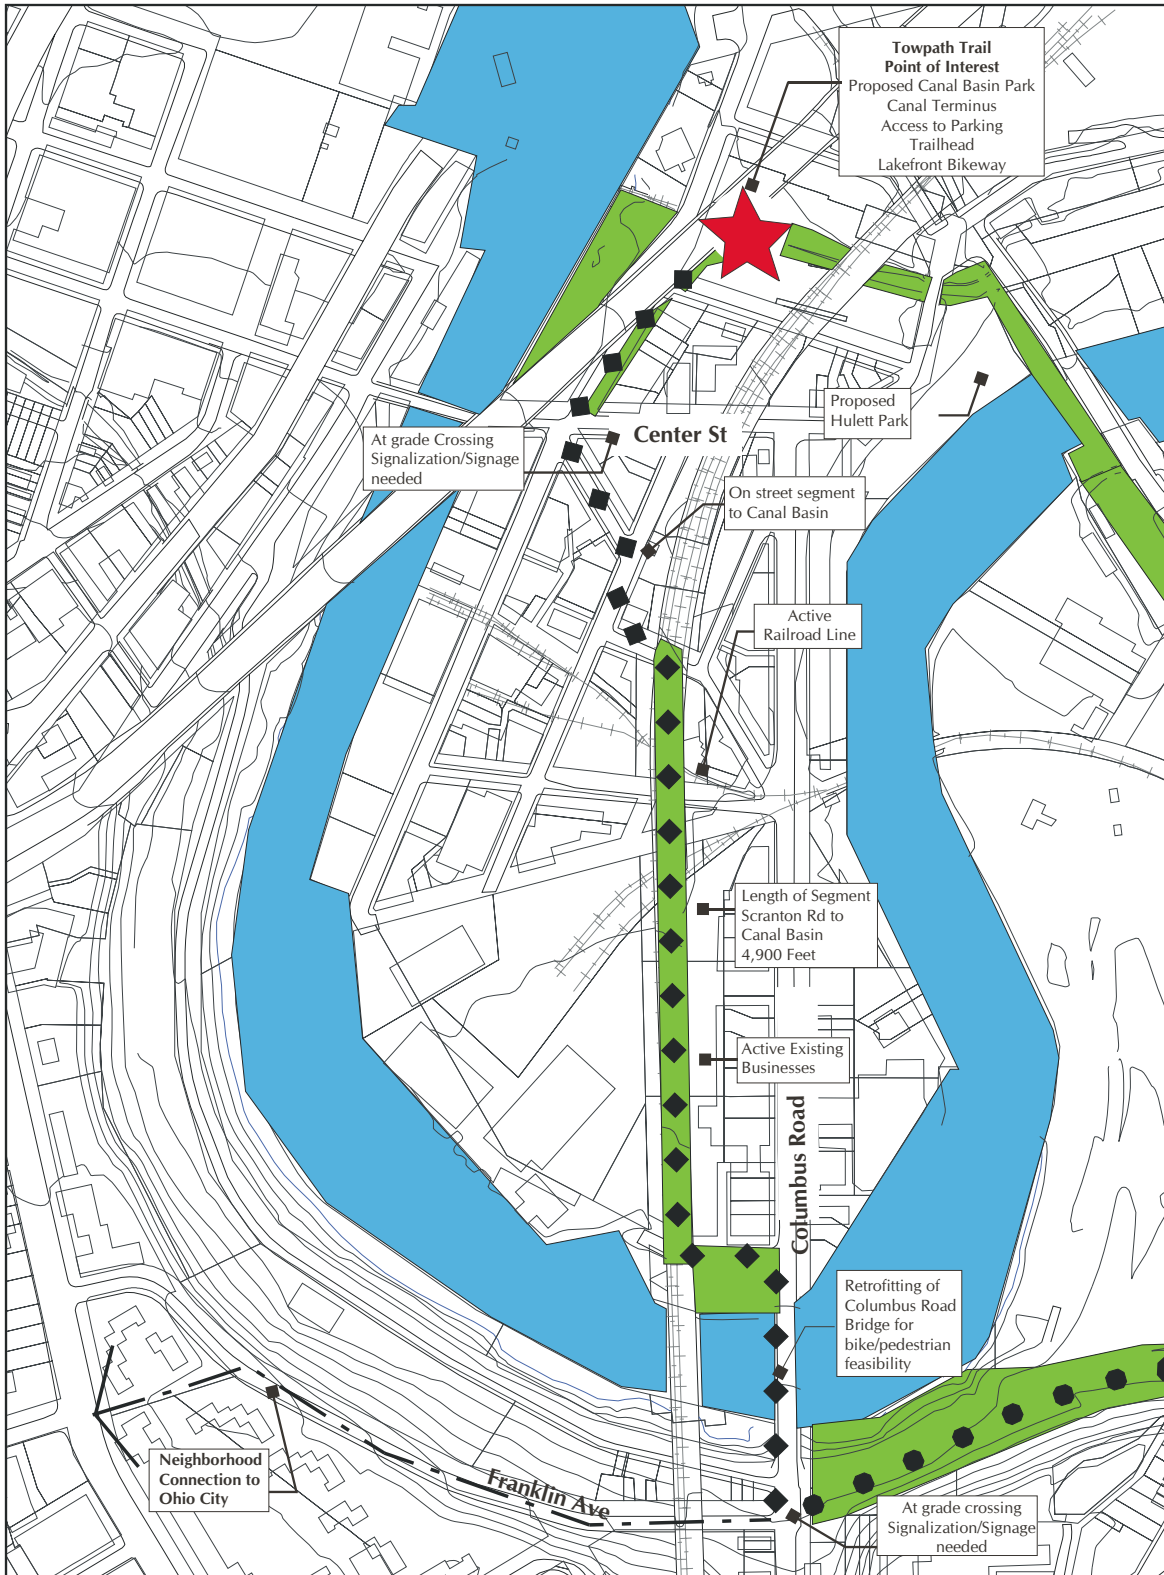 Towpath Trail
Point of Interest
Proposed Canal Basin Park
Canal Terminus
Access to Parking
Trailhead
Lakefront Bikeway
Proposed
Hulett Park
Center St
At grade Crossing
Signalization/Signage
needed
On street segment
to Canal Basin
Active
Railroad Line
Length of Segment
Scranton Rd to
Canal Basin
4,900 Feet
Active Existing
Businesses
Columbus Road
Retrofitting of
Columbus Road
Bridge for
bike/pedestrian
feasibility
Neighborhood
Connection to
Ohio City
Franklin Ave
At grade crossing
Signalization/Signage
needed